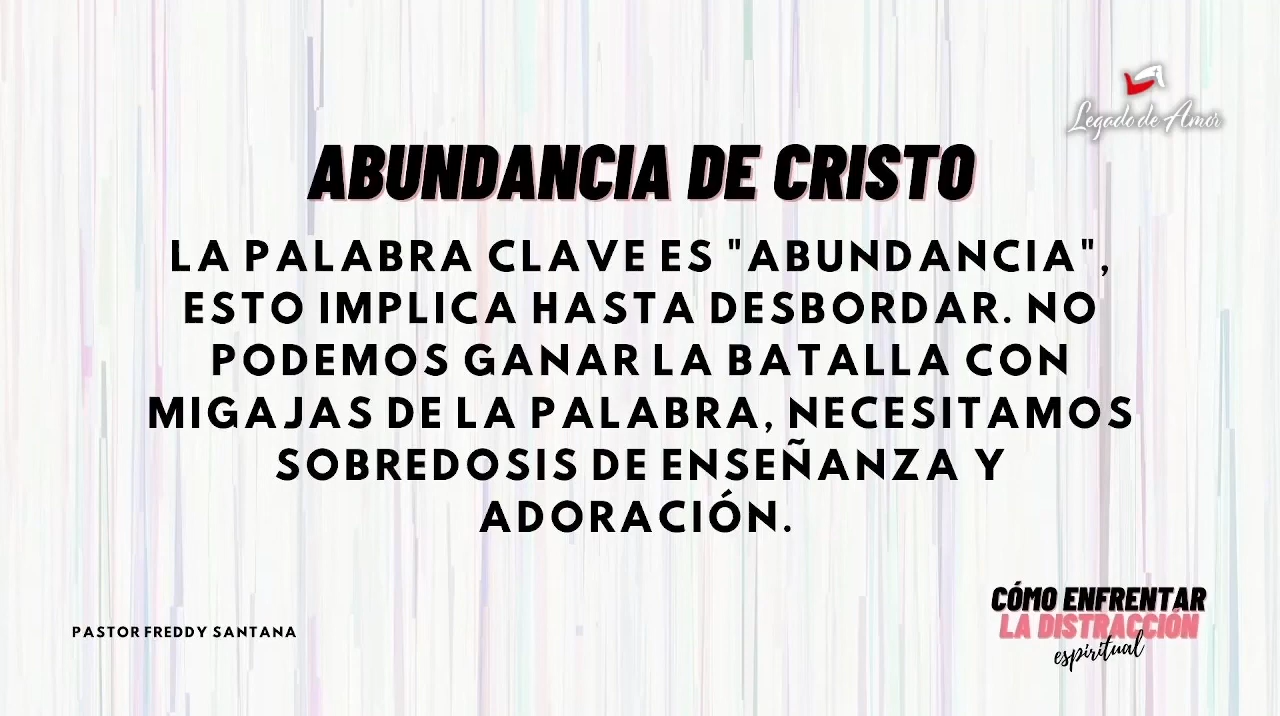 Legado de Amor
ABUNDANCIA DE CRISTO
LA PALABRA CLAVE ES "ABUNDANCIA",
ESTO IMPLICA HASTA DESBORDAR. NO
PODEMOS GANAR LA BATALLA CON
MIGAJAS DE LA PALABRA, NECESITAMOS
SOBREDOSIS DE ENSEÑANZA Y
ADORACIÓN.
CÓMO ENFRENTAR
LA DISTRACCIÓN
espiritual
PASTOR FREDDY SANTANA